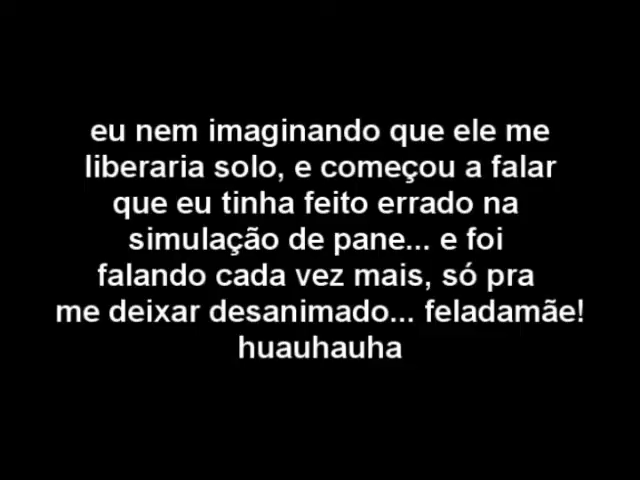 eu nem imaginando que ele me
liberaria solo, e começou a falar
que eu tinha feito errado na
simulação de pane... e foi
falando cada vez mais, só pra
me deixar desanimado... feladamãe!
huauhauha